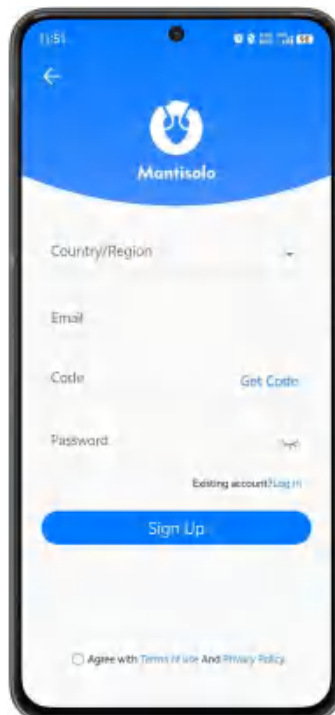 11:51
Mantisolo
Country/Region
Email
Code Get Code
Password
Existing account?Log in
Sign Up
Agree with Terms of use And Privacy Policy